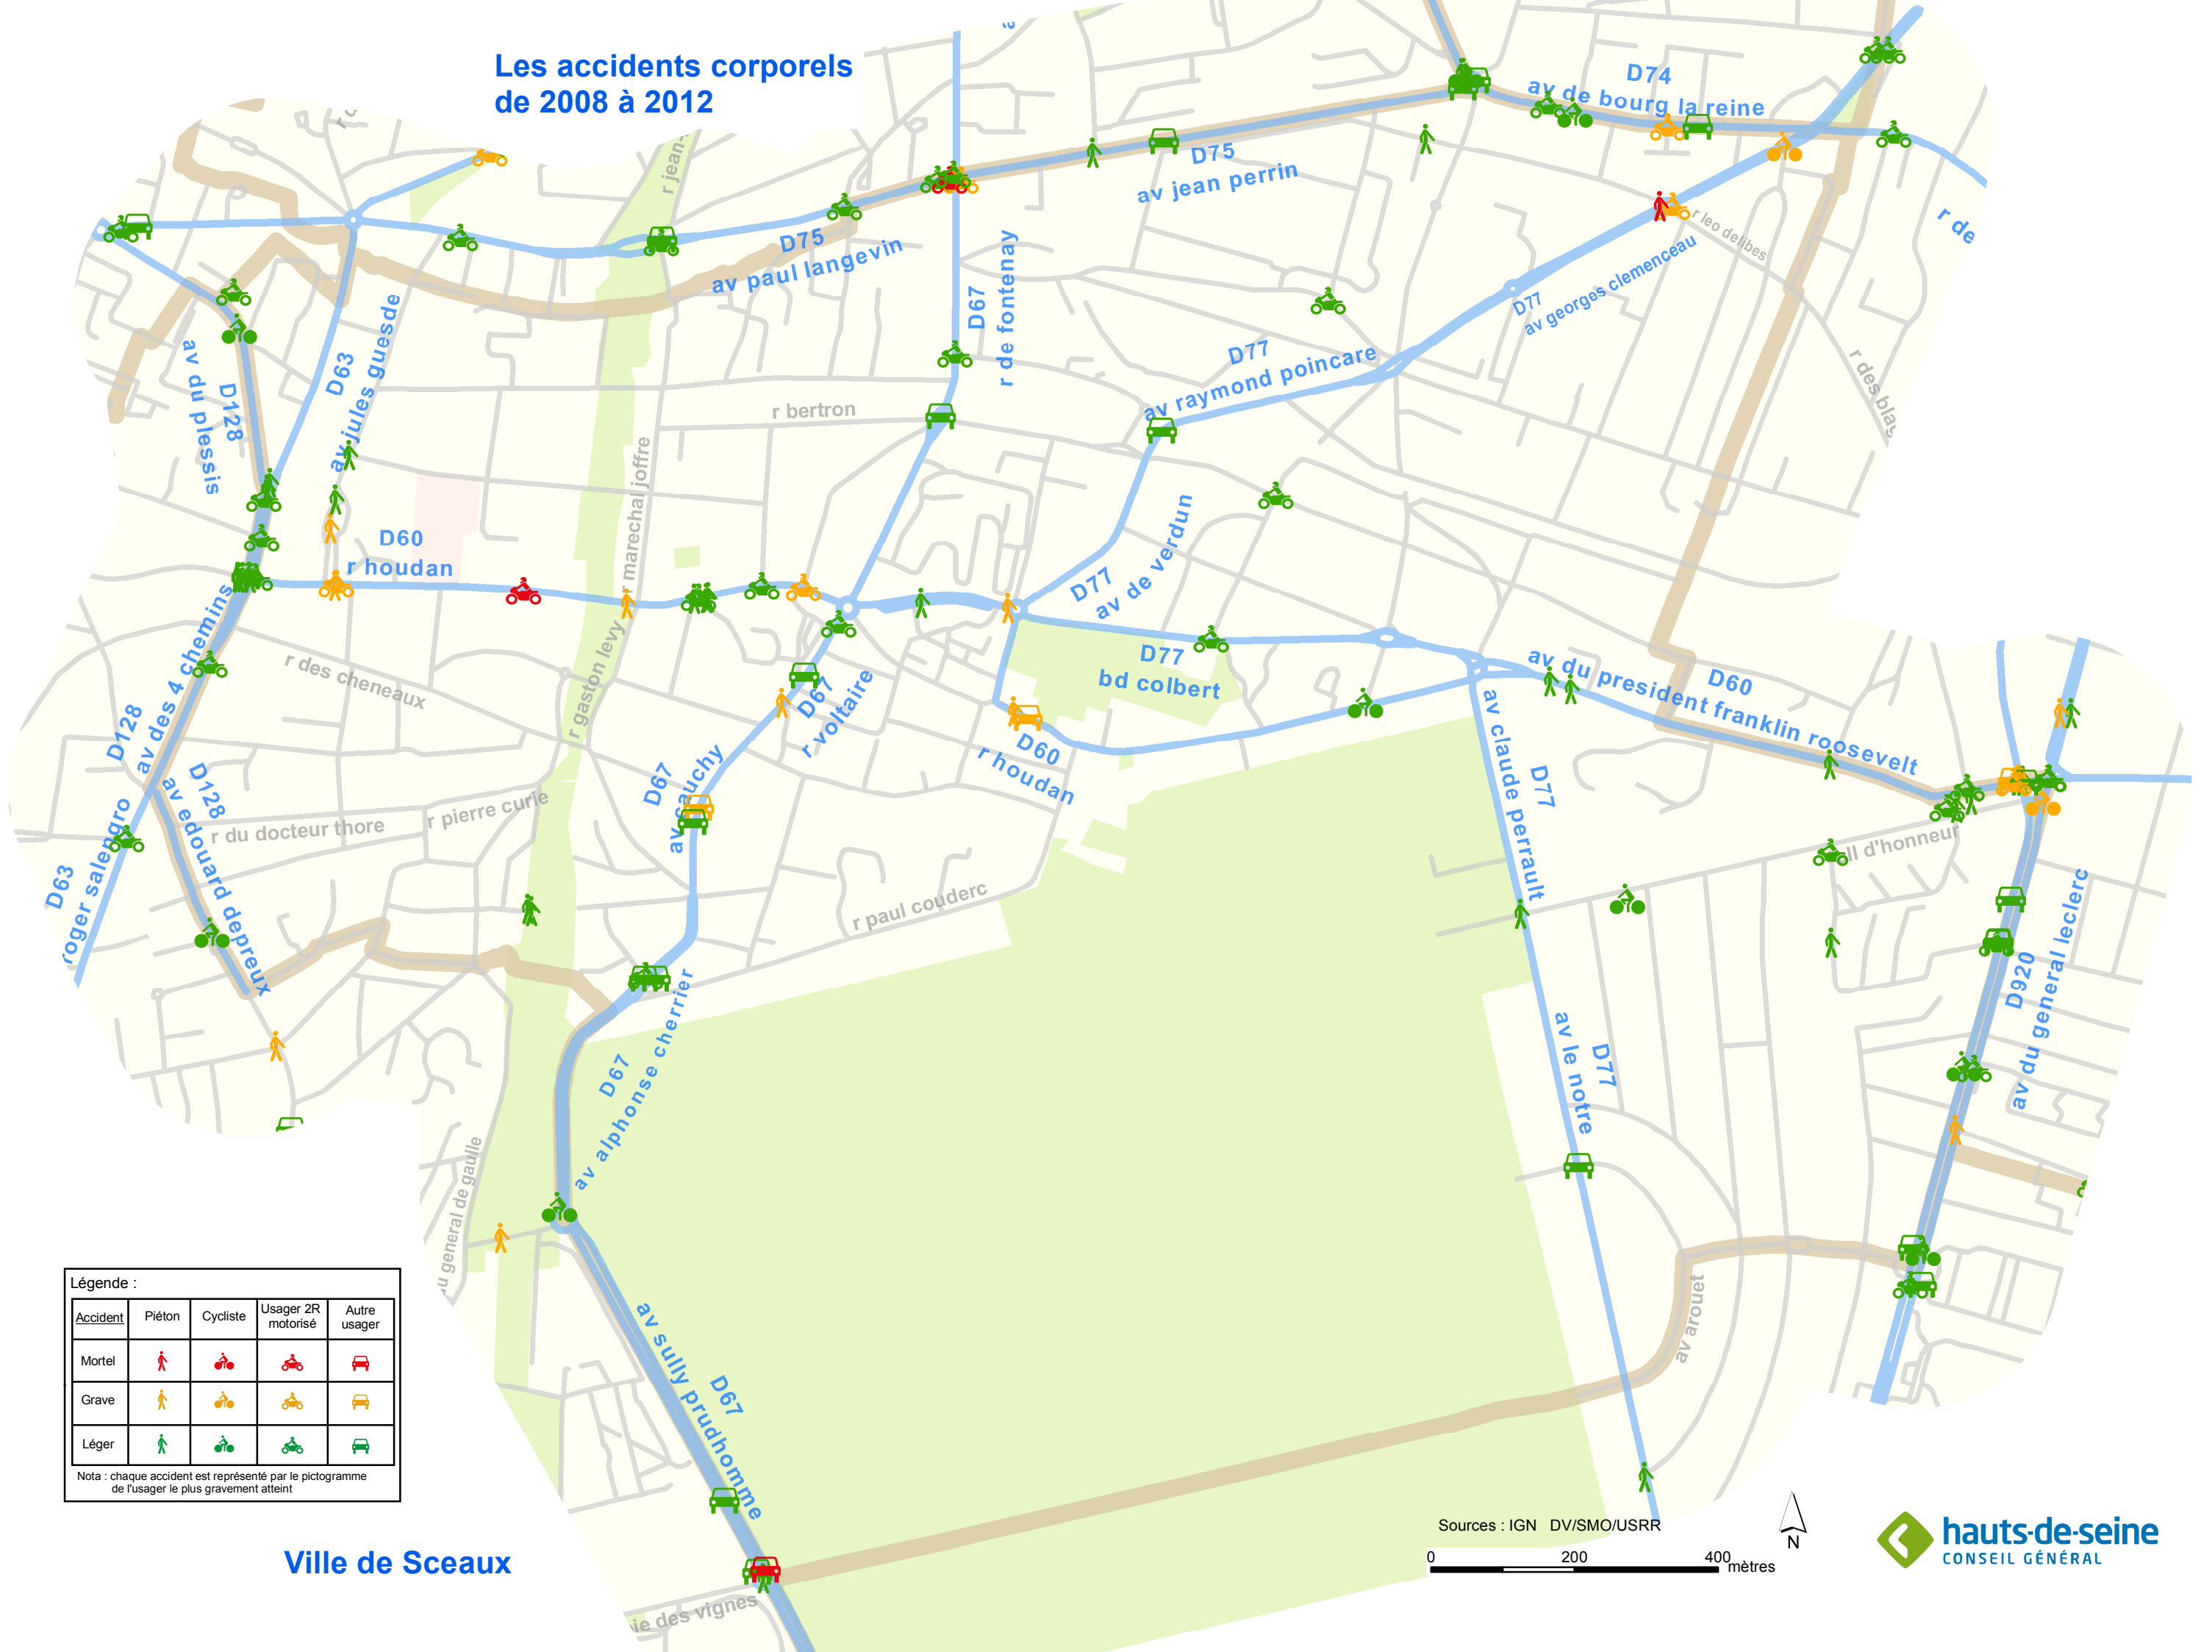 Les accidents corporels
de 2008 à 2012
D74
av de bourg la reine
D75
av jean perrin
r jean
D75
av paul langevin
D67
r de fontenay
r leo delibes
r de
D77
av georges clemenceau
D77
av raymond poincare
r des blag
D63
av jules guesde
D128
av du plessis
r bertron
r marechal joffre
D60
r houdan
D77
av de verdun
D77
bd colbert
D60
av du president franklin roosevelt
r des cheneaux
r gaston levy
D67
r voltaire
D60
r houdan
D128
av des 4 chemins
D128
av edouard depreux
D63
roger salengro
r du docteur thore
r pierre curie
D67
av cauchy
r paul couderc
D77
av claude perrault
all d'honneur
D920
av du general leclerc
D67
av alphonse cherrier
D77
av le notre
u general de gaulle
av arouet
D67
av sully prudhomme
ie des vignes
Légende :
Accident Piéton Cycliste Usager 2R motorisé Autre usager
Mortel
Grave
Léger
Nota : chaque accident est représenté par le pictogramme
de l'usager le plus gravement atteint
Ville de Sceaux
Sources : IGN DV/SMO/USRR
0 200 400 mètres
N
hauts-de-seine
CONSEIL GÉNÉRAL